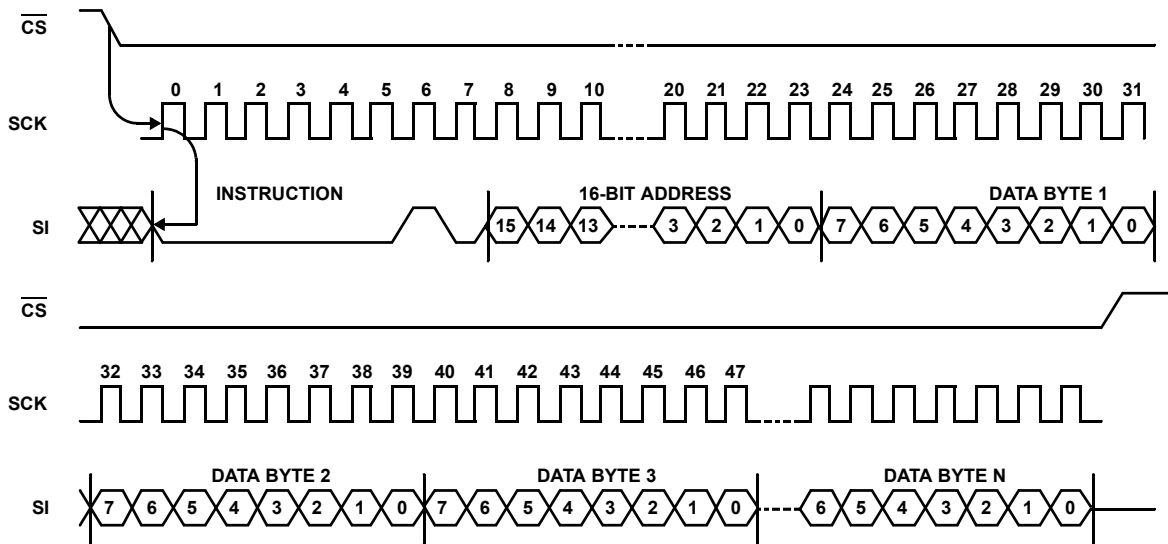 CS
0 1 2 3 4 5 6 7 8 9 10 20 21 22 23 24 25 26 27 28 29 30 31
SCK
INSTRUCTION 16-BIT ADDRESS DATA BYTE 1
SI 15 14 13 3 2 1 0 7 6 5 4 3 2 1 0
CS
32 33 34 35 36 37 38 39 40 41 42 43 44 45 46 47
SCK
DATA BYTE 2 DATA BYTE 3 DATA BYTE N
SI 7 6 5 4 3 2 1 0 7 6 5 4 3 2 1 0 6 5 4 3 2 1 0